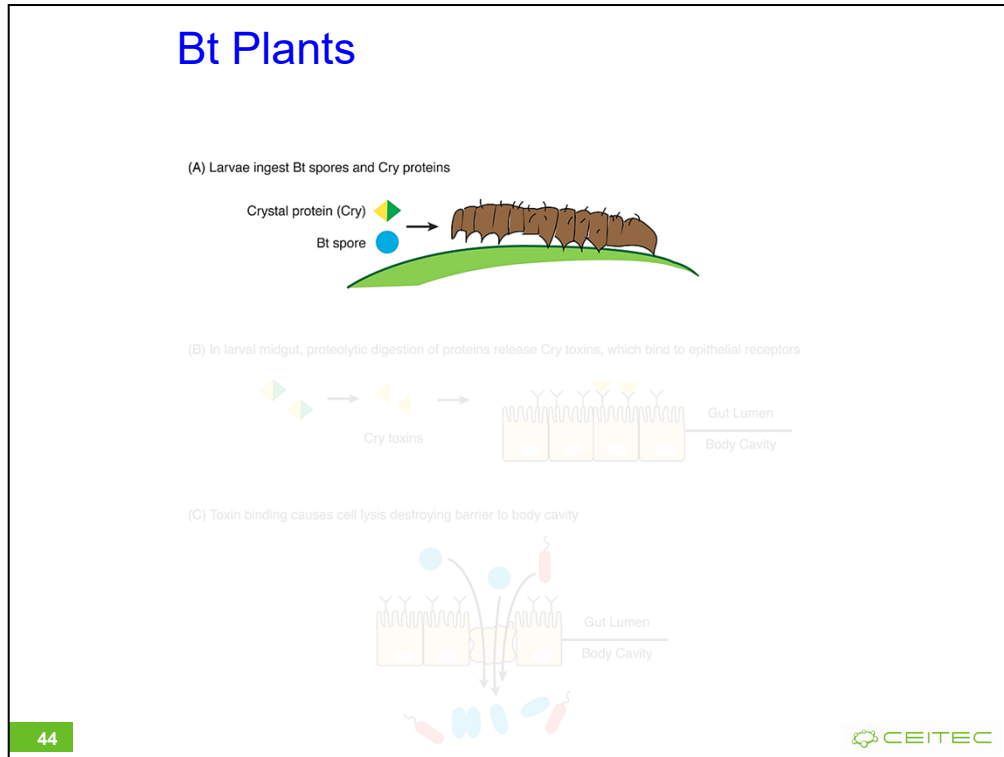 Bt Plants
(A) Larvae ingest Bt spores and Cry proteins
Crystal protein (Cry)
Bt spore
(B) In larval midgut, proteolytic digestion of proteins release Cry toxins, which bind to epithelial receptors
Cry toxins
Gut Lumen
Body Cavity
(C) Toxin binding causes cell lysis destroying barrier to body cavity
Gut Lumen
Body Cavity
44
CEITEC